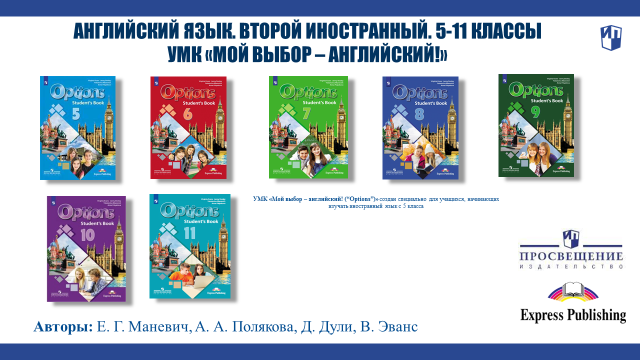 АНГЛИЙСКИЙ ЯЗЫК. ВТОРОЙ ИНОСТРАННЫЙ. 5-11 КЛАССЫ
УМК «МОЙ ВЫБОР – АНГЛИЙСКИЙ!»
Options
Student's Book
5
Options
Student's Book
6
Options
Student's Book
7
Options
Student's Book
8
Options
Student's Book
9
Options
Student's Book
10
Options
Student's Book
11
УМК «Мой выбор – английский! (“Options”)» создан специально для учащихся, начинающих
изучать иностранный язык с 5 класса
ПРОСВЕЩЕНИЕ
ИЗДАТЕЛЬСТВО
Express Publishing
Авторы: Е. Г. Маневич, А. А. Полякова, Д. Дули, В. Эванс